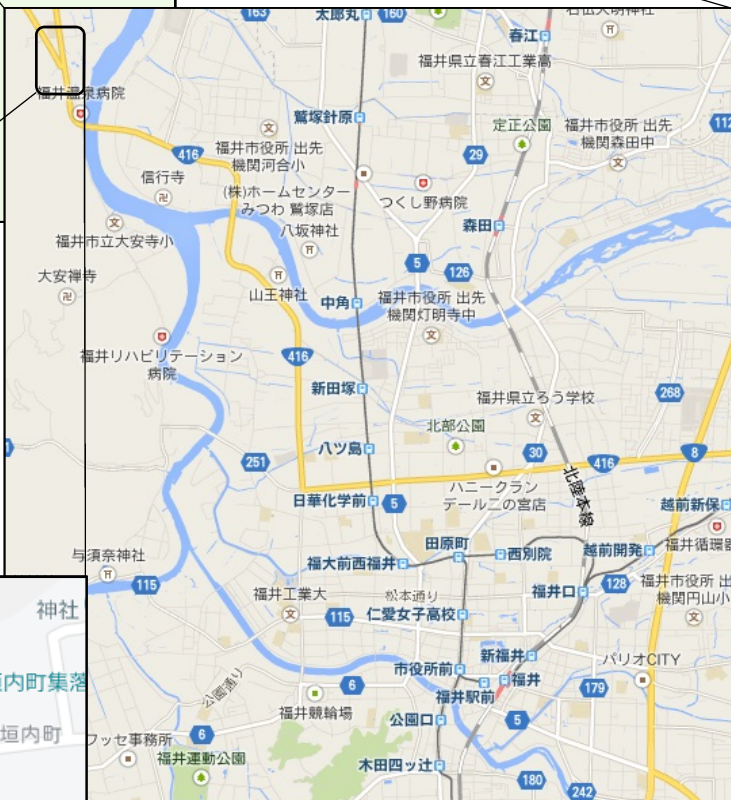 163
太郎丸
160
石仏大明神社
春江
福井県立春江工業高
福井温泉病院
鷲塚針原
定正公園
福井市役所 出先
機関森田中
112
416
福井市役所 出先
機関河合小
29
信行寺
(株)ホームセンター
みつわ 鷲塚店
つくし野病院
八坂神社
森田
福井市立大安寺小
5
126
大安禅寺
山王神社
中角
福井市役所 出先
機関灯明寺中
416
福井リハビリテーション
病院
新田塚
福井県立ろう学校
268
北部公園
八ツ島
30
251
416
8
ハニークラン
デール二の宮店
北陸本線
日華化学前
5
越前新保
田原町
西別院
越前開発
福井循環器
与須奈神社
福大前西福井
115
福井口
128
福井市役所 出
機関円山小
福井工業大
松本通り
115
仁愛女子高校
神社
新福井
パリオCITY
市役所前
福井
垣内町集落
公園通り
6
福井駅前
179
垣内町
福井競輪場
公園口
5
6
フッセ事務所
福井運動公園
木田四ッ辻
180
242